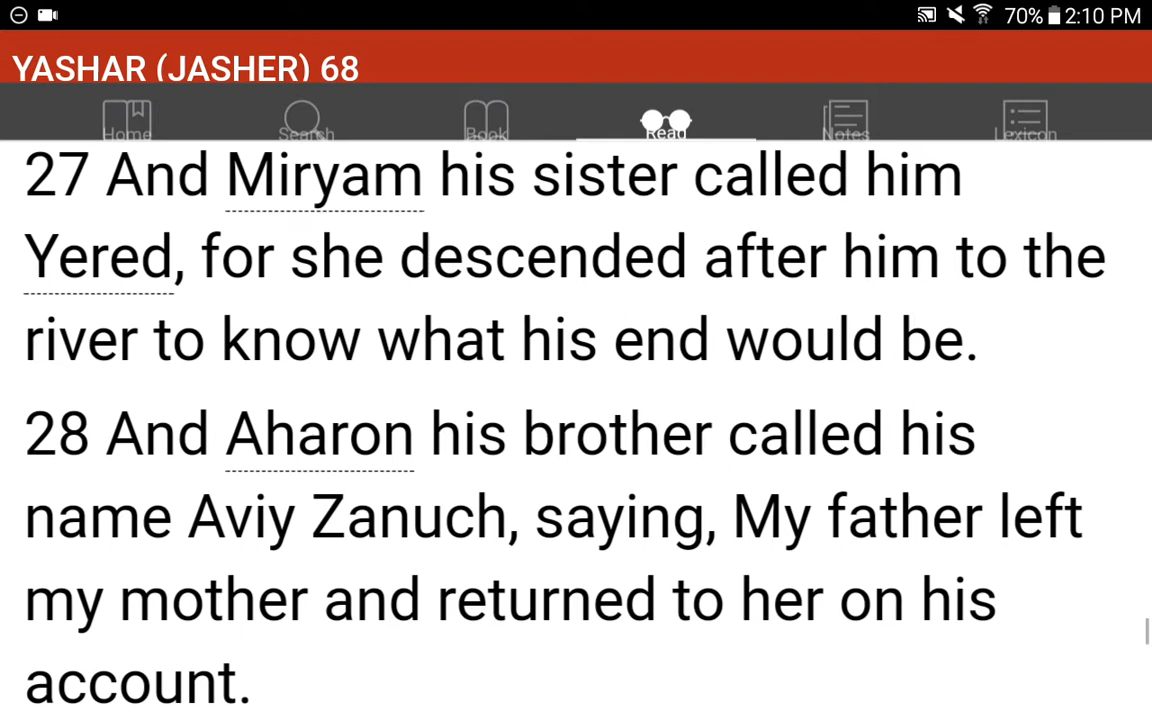 70% 2:10 PM
YASHAR (JASHER) 68
Home Search Book Read Notes Lexicon
27 And Miryam his sister called him
Yered, for she descended after him to the
river to know what his end would be.
28 And Aharon his brother called his
name Aviy Zanuch, saying, My father left
my mother and returned to her on his
account.